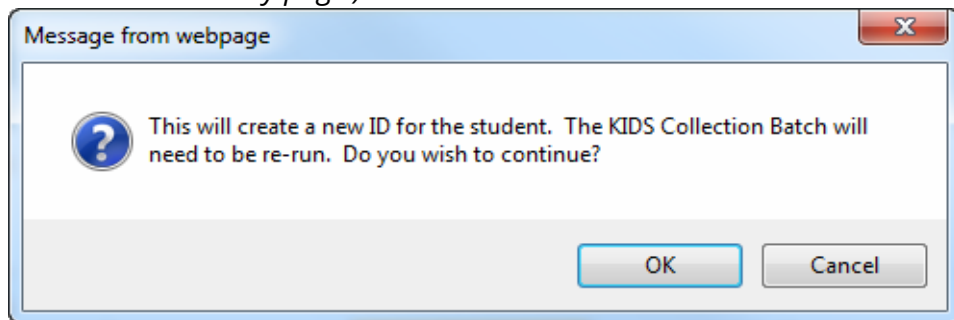 y page,
Message from webpage
X
This will create a new ID for the student. The KIDS Collection Batch will
need to be re-run. Do you wish to continue?
OK
Cancel